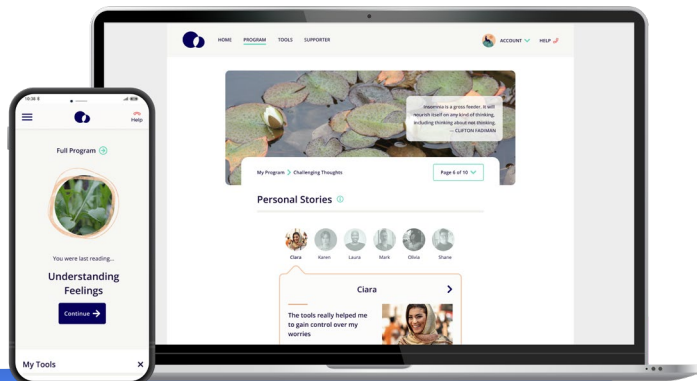 HOME PROGRAM TOOLS SUPPORTER ACCOUNT HELP
Insomnia is a gross feeder. It will
nourish itself on any kind of thinking,
including thinking about not thinking.
— CLIFTON FADIMAN
My Program > Challenging Thoughts
Page 6 of 10
Personal Stories
Ciara Karen Laura Mark Olivia Shane
Ciara
The tools really helped me
to gain control over my
worries
Help
Full Program
You were last reading...
Understanding
Feelings
Continue
My Tools